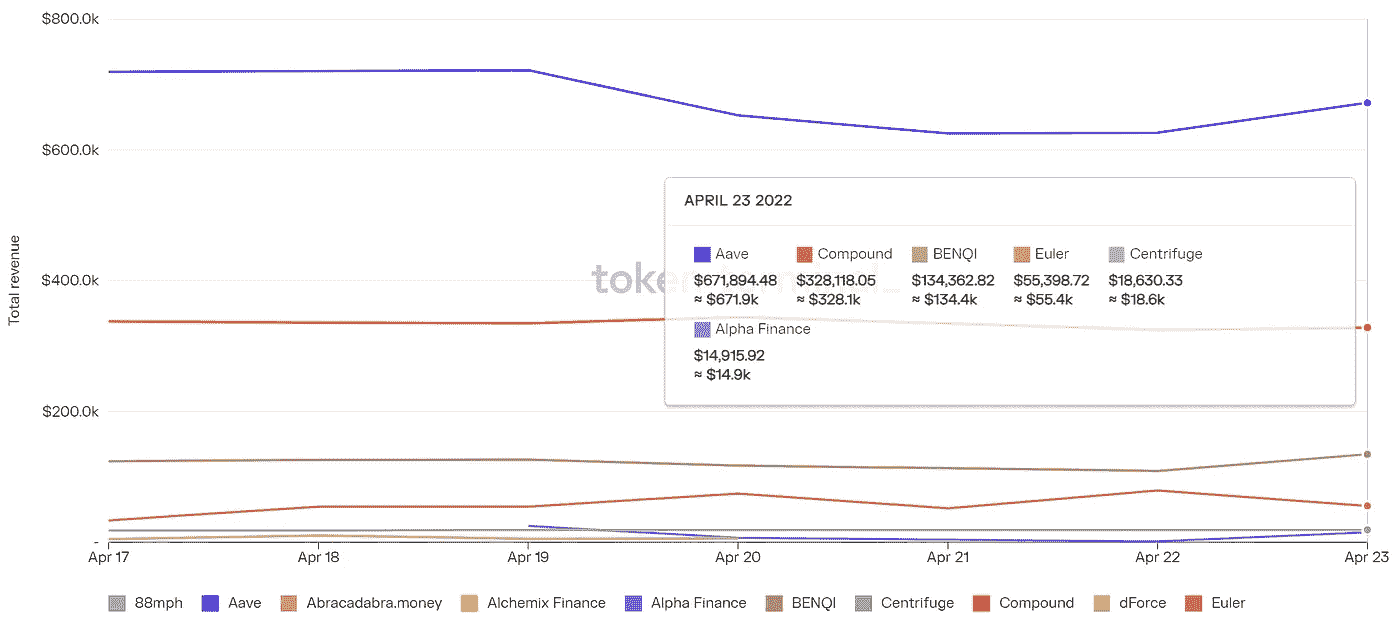 $800.0k
$600.0k
$400.0k
$200.0k
-
Total revenue
APRIL 23 2022
Aave Compound BENQI Euler Centrifuge
$671,894.48 $328,118.05 $134,362.82 $55,398.72 $18,630.33
≈ $671.9k ≈ $328.1k ≈ $134.4k ≈ $55.4k ≈ $18.6k
Alpha Finance
$14,915.92
≈ $14.9k
Apr 17 Apr 18 Apr 19 Apr 20 Apr 21 Apr 22 Apr 23
88mph Aave Abracadabra.money Alchemix Finance Alpha Finance BENQI Centrifuge Compound dForce Euler